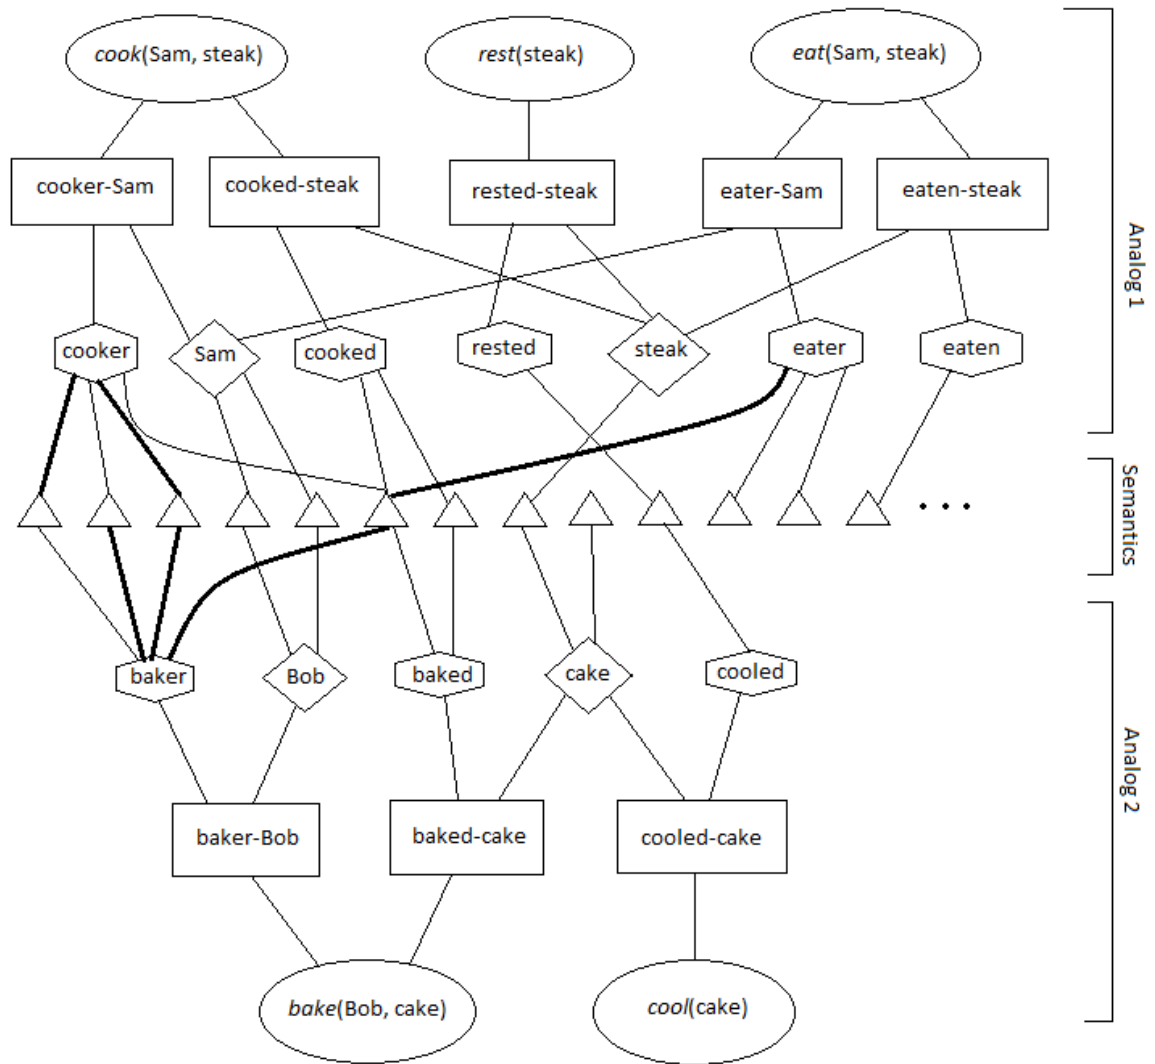 cook(Sam, steak)
rest(steak)
eat(Sam, steak)
cooker-Sam
cooked-steak
rested-steak
eater-Sam
eaten-steak
Analog 1
cooker
Sam
cooked
rested
steak
eater
eaten
Semantics
• • •
baker
Bob
baked
cake
cooled
Analog 2
baker-Bob
baked-cake
cooled-cake
bake(Bob, cake)
cool(cake)